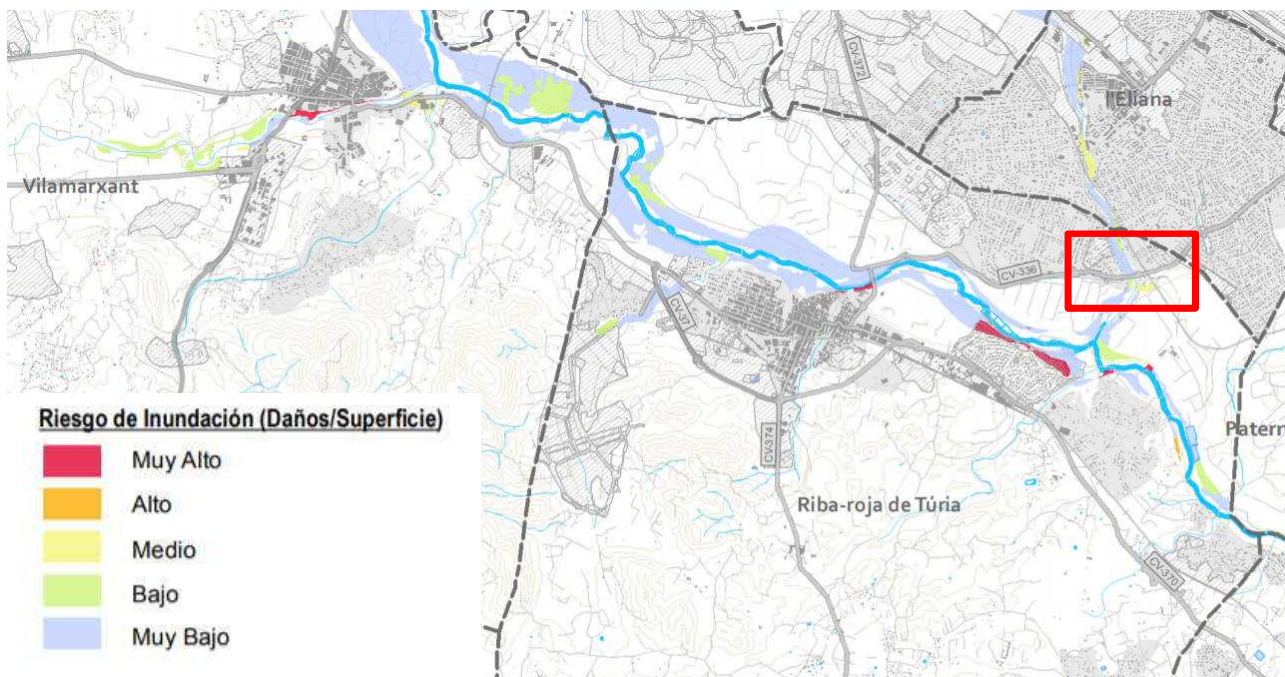 CV-372
l'Eliana
Vilamarxant
CV-336
CV-37
Riesgo de Inundación (Daños/Superficie)
Muy Alto
Alto
Medio
Bajo
Muy Bajo
CV-374
Patern
Riba-roja de Túria
CV-370